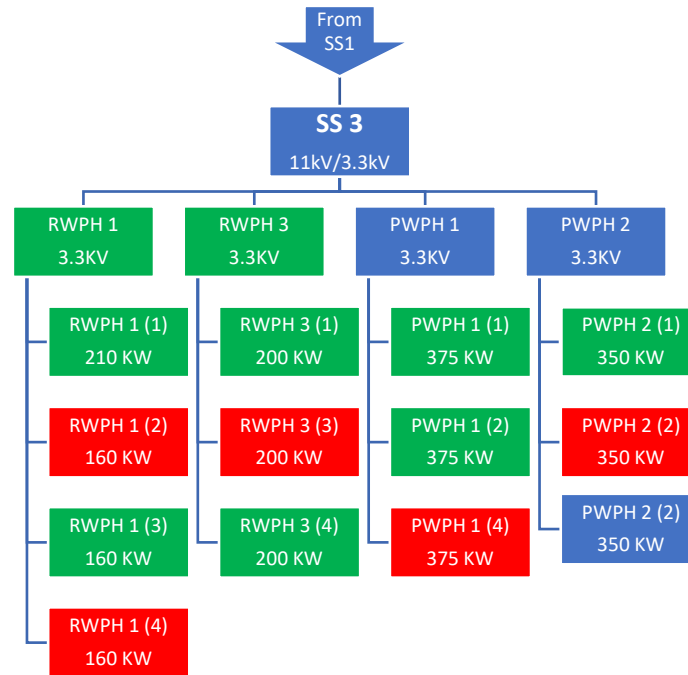 From
SS1
SS 3
11kV/3.3kV
RWPH 1
3.3KV
RWPH 3
3.3KV
PWPH 1
3.3KV
PWPH 2
3.3KV
RWPH 1 (1)
210 KW
RWPH 3 (1)
200 KW
PWPH 1 (1)
375 KW
PWPH 2 (1)
350 KW
RWPH 1 (2)
160 KW
RWPH 3 (3)
200 KW
PWPH 1 (2)
375 KW
PWPH 2 (2)
350 KW
RWPH 1 (3)
160 KW
RWPH 3 (4)
200 KW
PWPH 1 (4)
375 KW
PWPH 2 (2)
350 KW
RWPH 1 (4)
160 KW